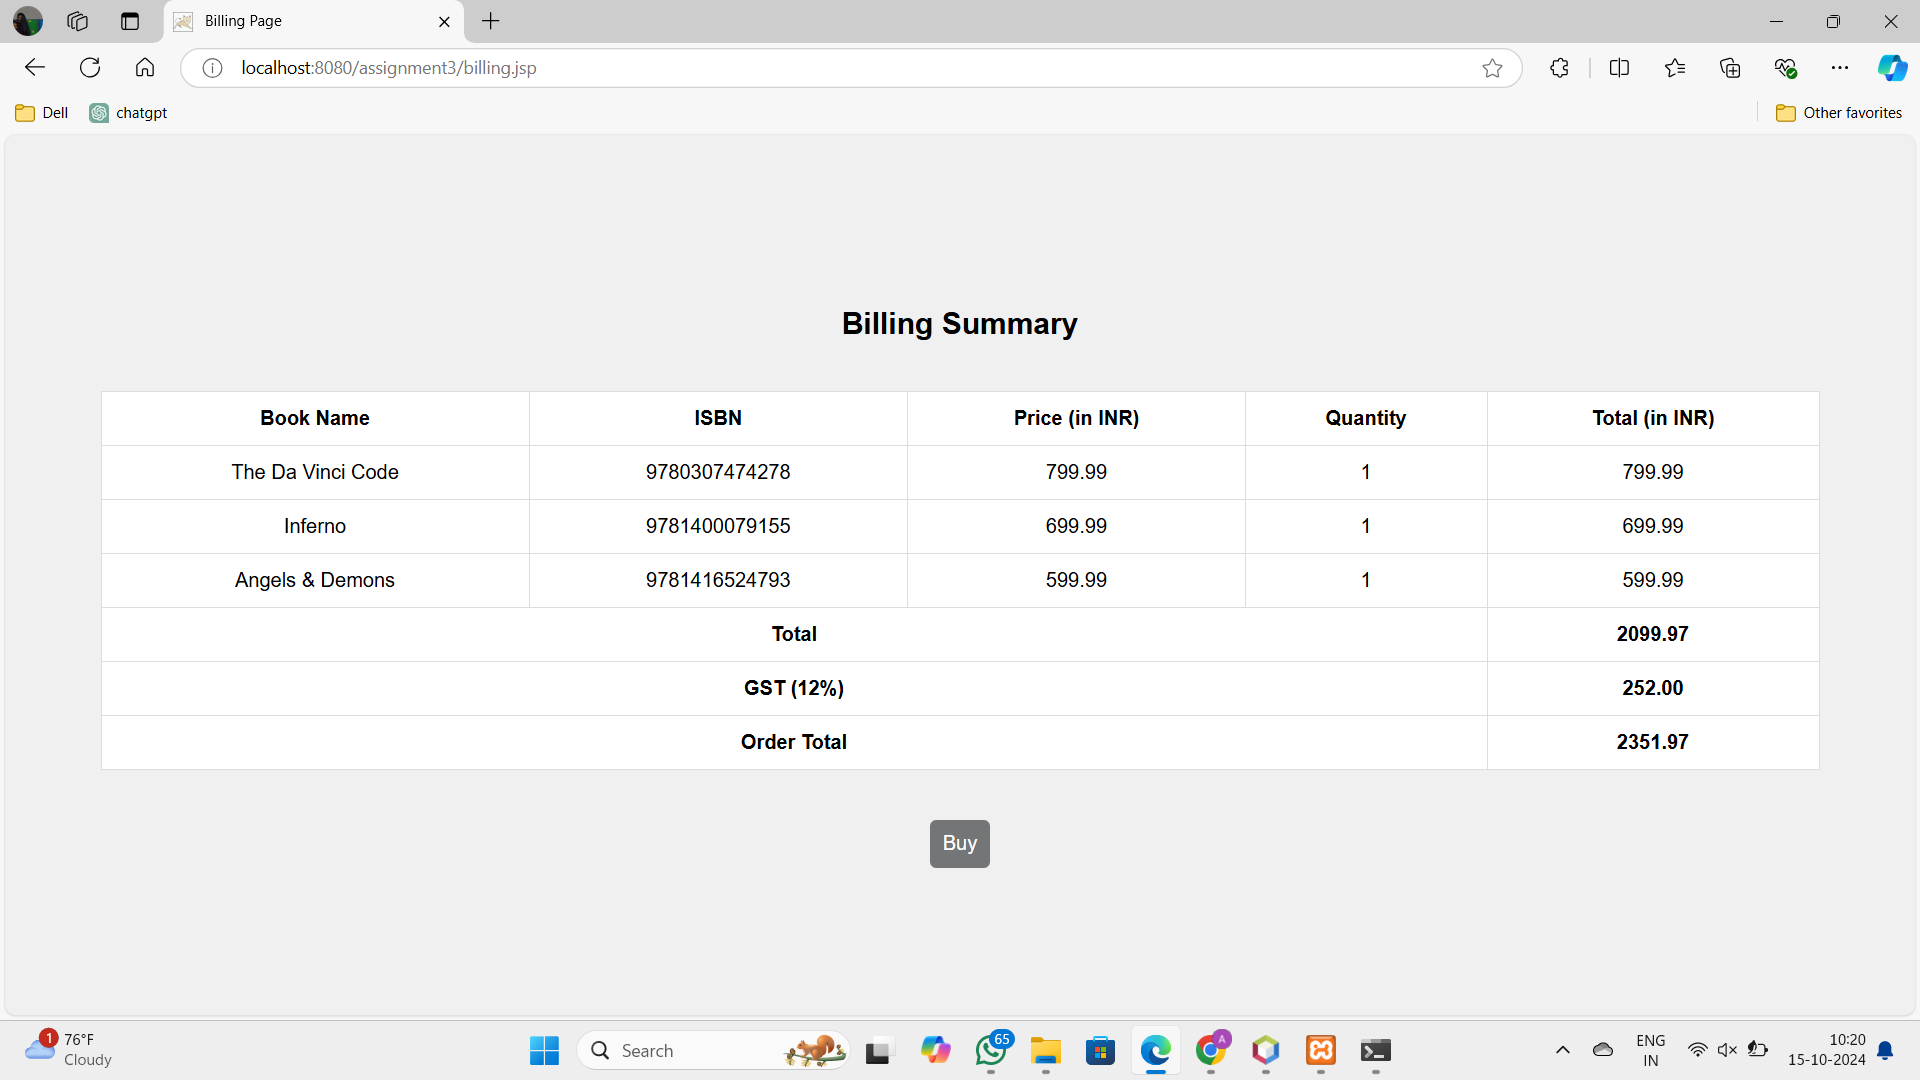 Billing Page
localhost:8080/assignment3/billing.jsp
Dell chatgpt Other favorites
Billing Summary
Book Name ISBN Price (in INR) Quantity Total (in INR)
The Da Vinci Code 9780307474278 799.99 1 799.99
Inferno 9781400079155 699.99 1 699.99
Angels & Demons 9781416524793 599.99 1 599.99
Total 2099.97
GST (12%) 252.00
Order Total 2351.97
Buy
1 76°F
Cloudy
Search
65
A
ENG
IN
10:20
15-10-2024